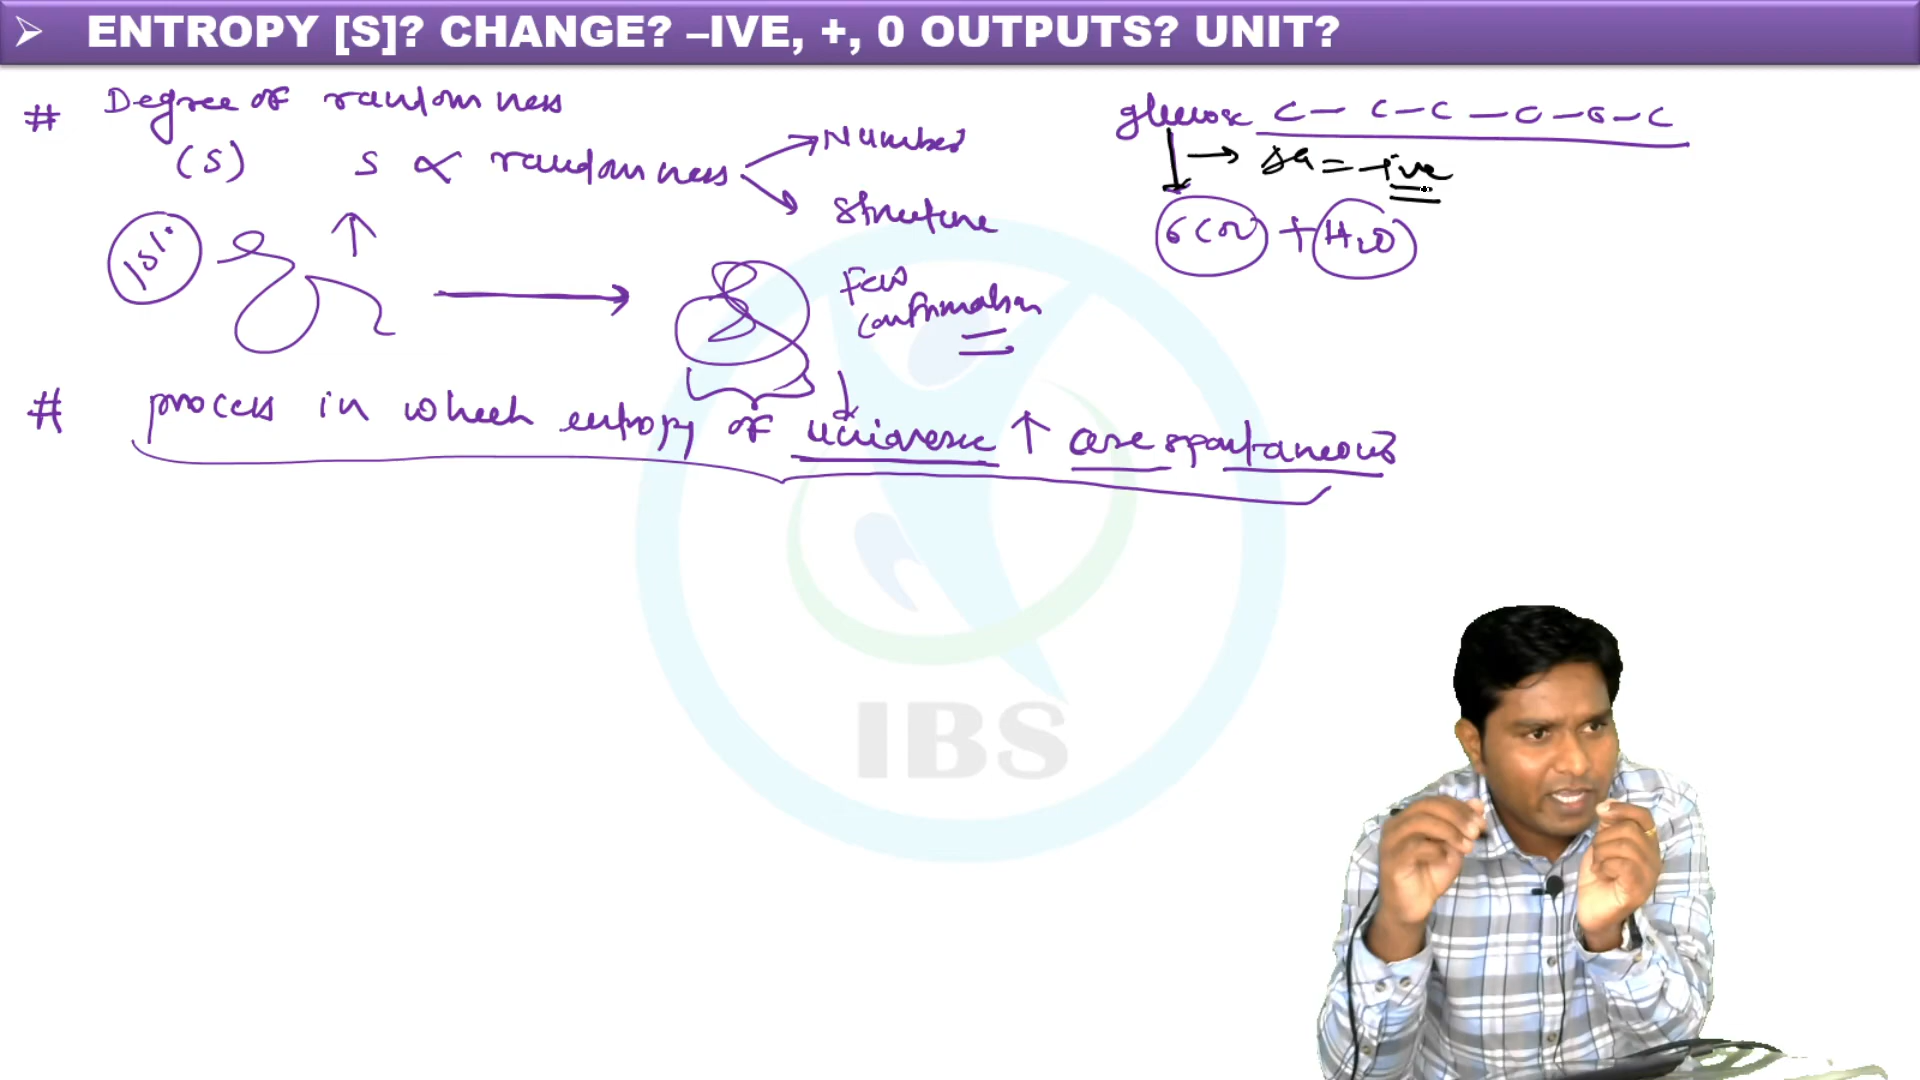 ENTROPY [S]? CHANGE? –IVE, +, 0 OUTPUTS? UNIT?
# Degree of randomness
(S) S ∝ randomness
Number
Structure
↑
151.
Few
confirmation
# process in which entropy of universe ↑ are spontaneous
glucose C – C – C – C – C – C
→ ΔG = -ive
6CO2 + H2O
IBS